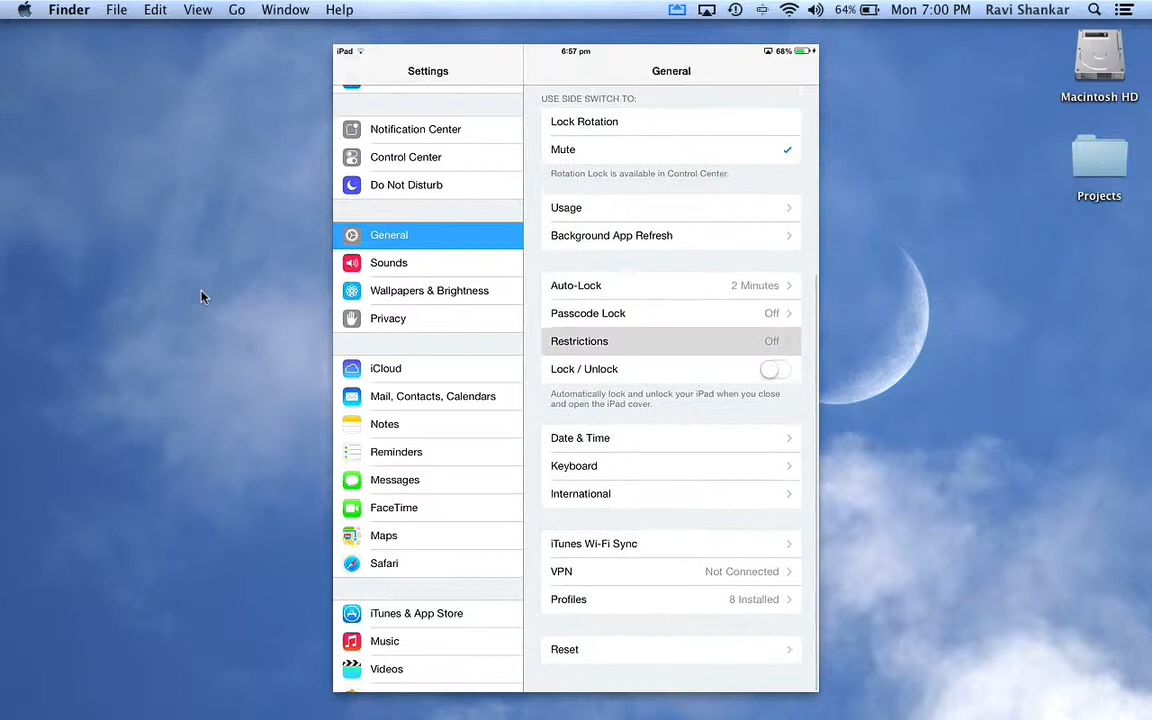 Finder File Edit View Go Window Help 64% Mon 7:00 PM Ravi Shankar
Macintosh HD
Projects
iPad 6:57 pm 68%
Settings
General
Notification Center
Control Center
Do Not Disturb
General
Sounds
Wallpapers & Brightness
Privacy
iCloud
Mail, Contacts, Calendars
Notes
Reminders
Messages
FaceTime
Maps
Safari
iTunes & App Store
Music
Videos
USE SIDE SWITCH TO:
Lock Rotation
Mute
Rotation Lock is available in Control Center.
Usage
Background App Refresh
Auto-Lock 2 Minutes
Passcode Lock Off
Restrictions Off
Lock / Unlock
Automatically lock and unlock your iPad when you close
and open the iPad cover.
Date & Time
Keyboard
International
iTunes Wi-Fi Sync
VPN Not Connected
Profiles 8 Installed
Reset